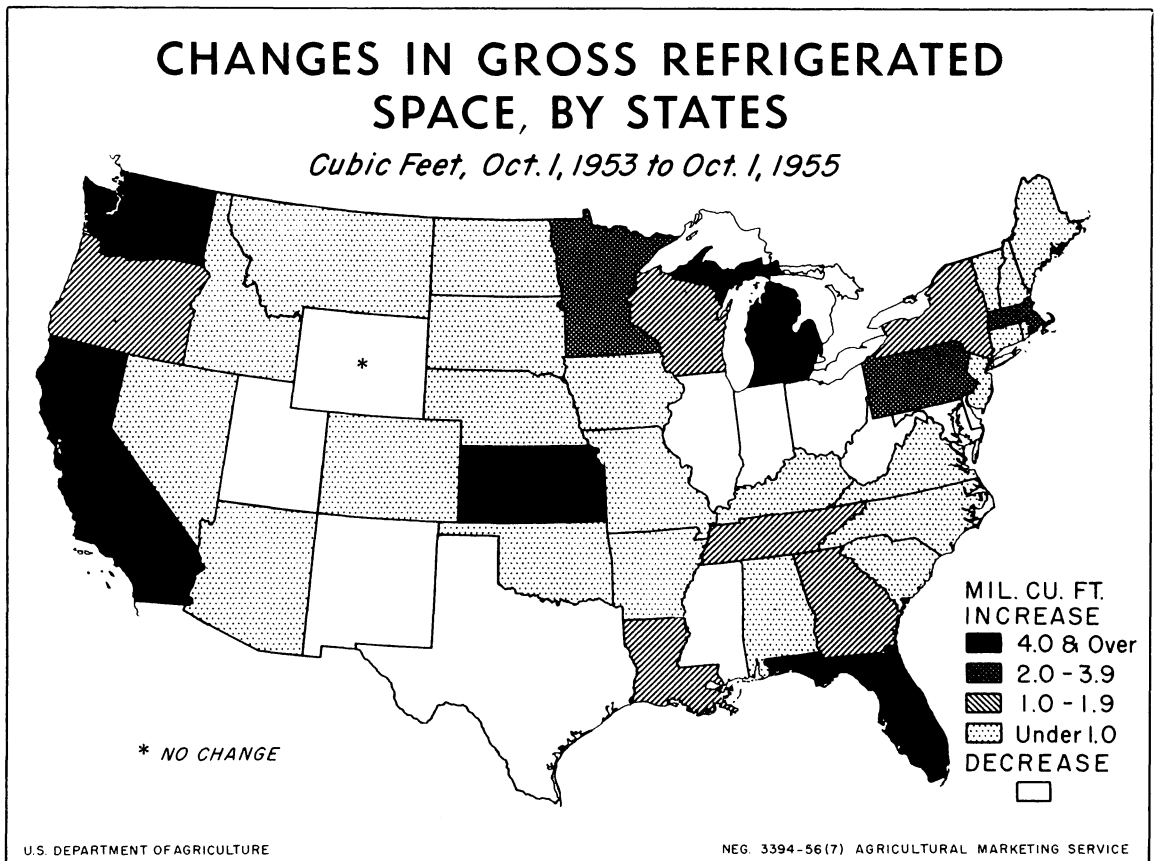 CHANGES IN GROSS REFRIGERATED
SPACE, BY STATES
Cubic Feet, Oct. 1, 1953 to Oct. 1, 1955
*
MIL. CU. FT.
INCREASE
4.0 & Over
2.0 - 3.9
1.0 - 1.9
Under 1.0
DECREASE
* NO CHANGE
U.S. DEPARTMENT OF AGRICULTURE
NEG. 3394-56(7) AGRICULTURAL MARKETING SERVICE